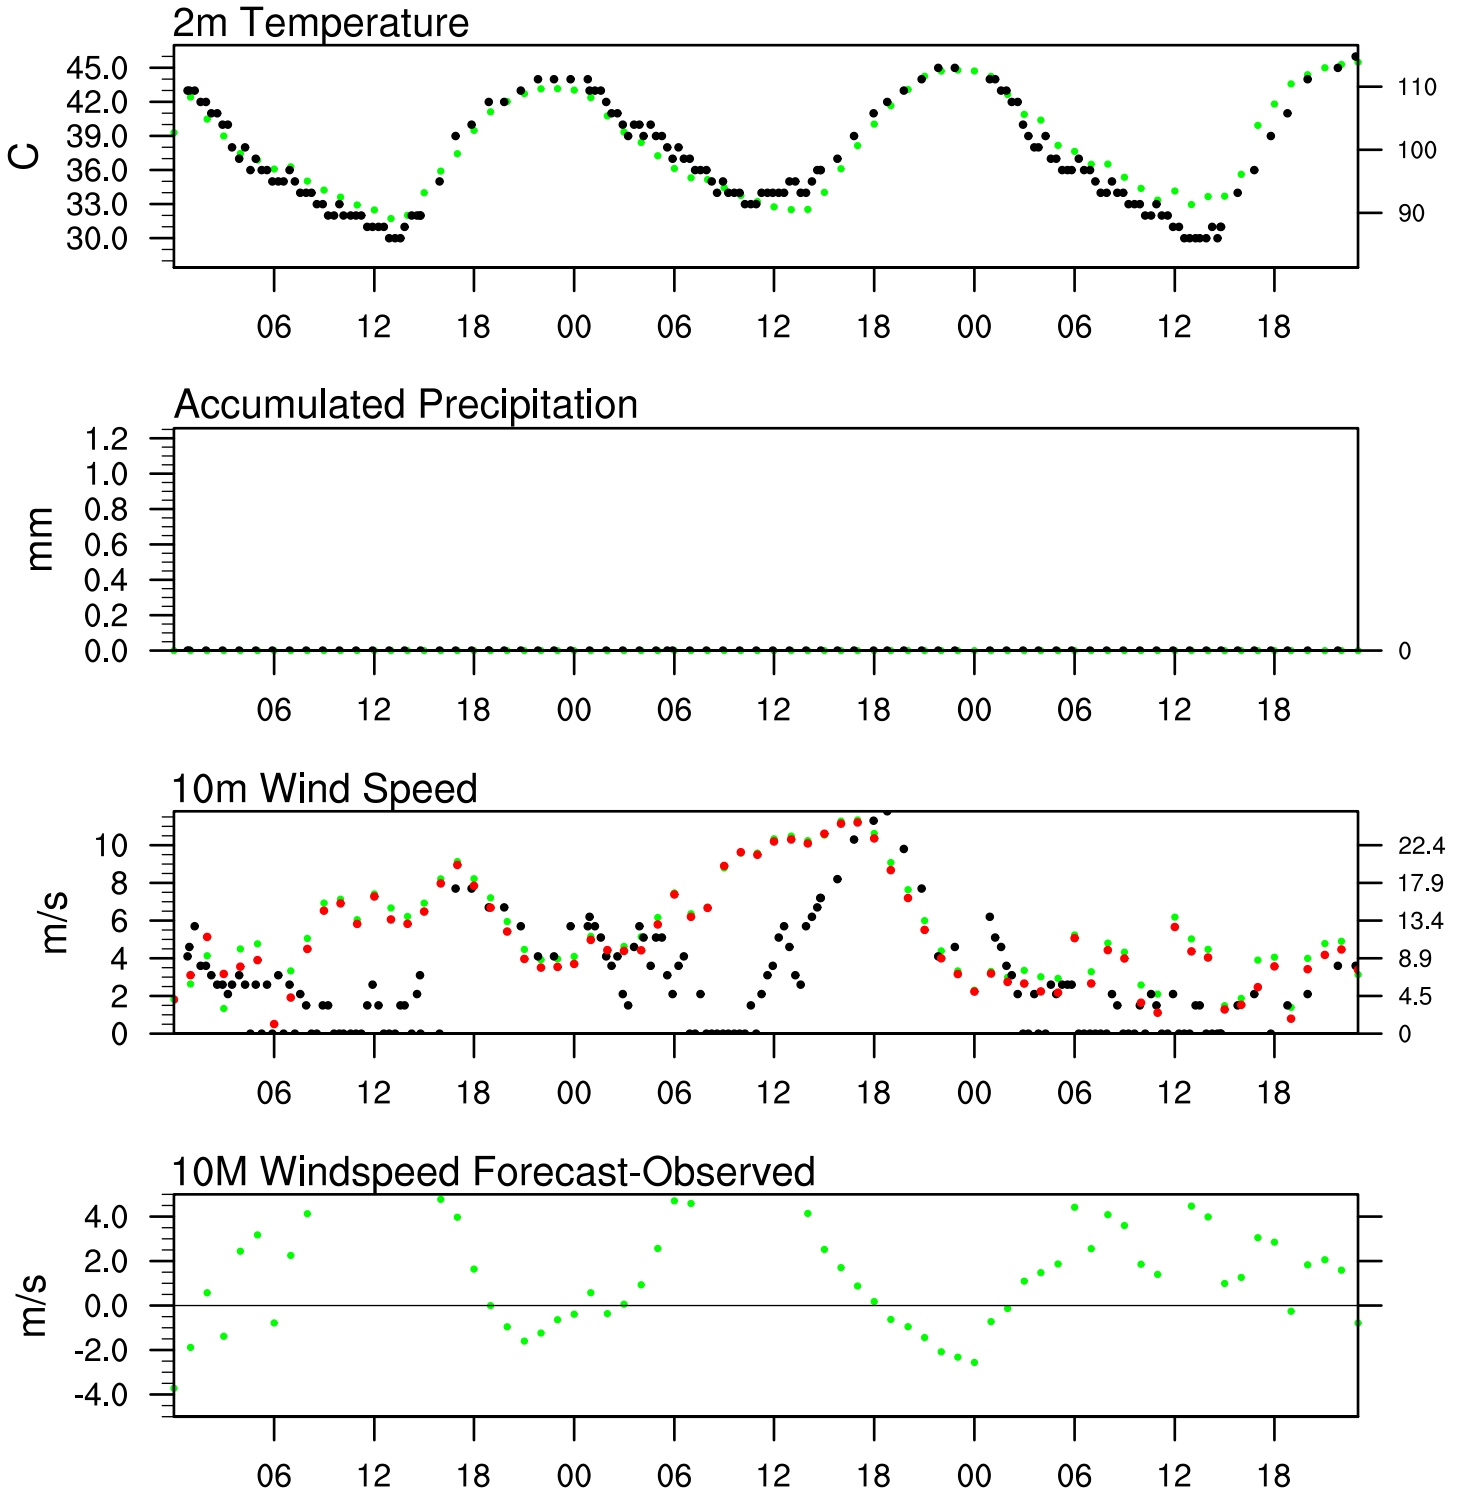 2m Temperature
45.0
42.0
39.0
36.0
33.0
30.0
C
110
100
90
06 12 18 00 06 12 18 00 06 12 18
Accumulated Precipitation
1.2
1.0
0.8
0.6
0.4
0.2
0.0
mm
0
06 12 18 00 06 12 18 00 06 12 18
10m Wind Speed
10
8
6
4
2
0
m/s
22.4
17.9
13.4
8.9
4.5
0
06 12 18 00 06 12 18 00 06 12 18
10M Windspeed Forecast-Observed
4.0
2.0
0.0
-2.0
-4.0
m/s
06 12 18 00 06 12 18 00 06 12 18